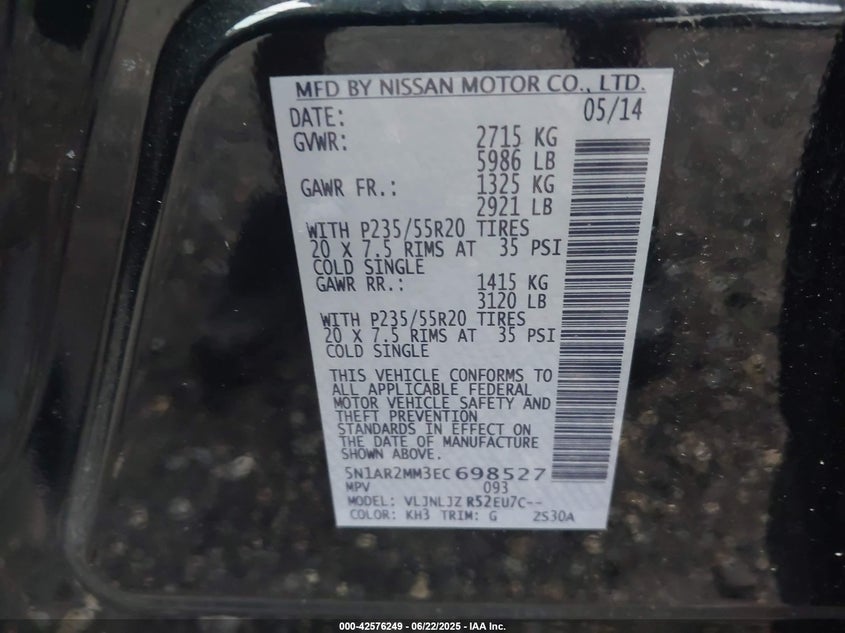 MFD BY NISSAN MOTOR CO., LTD.
DATE: 05/14
GVWR: 2715 KG
5986 LB
GAWR FR.: 1325 KG
2921 LB
WITH P235/55R20 TIRES
20 X 7.5 RIMS AT 35 PSI
COLD SINGLE
GAWR RR.: 1415 KG
3120 LB
WITH P235/55R20 TIRES
20 X 7.5 RIMS AT 35 PSI
COLD SINGLE
THIS VEHICLE CONFORMS TO
ALL APPLICABLE FEDERAL
MOTOR VEHICLE SAFETY AND
THEFT PREVENTION
STANDARDS IN EFFECT ON
THE DATE OF MANUFACTURE
SHOWN ABOVE.
5N1AR2MM3EC698527
MPV 093
MODEL: VLJNLJZ R52EU7C--
COLOR: KH3 TRIM: G 2S30A
000-42576249 - 06/22/2025 - IAA Inc.